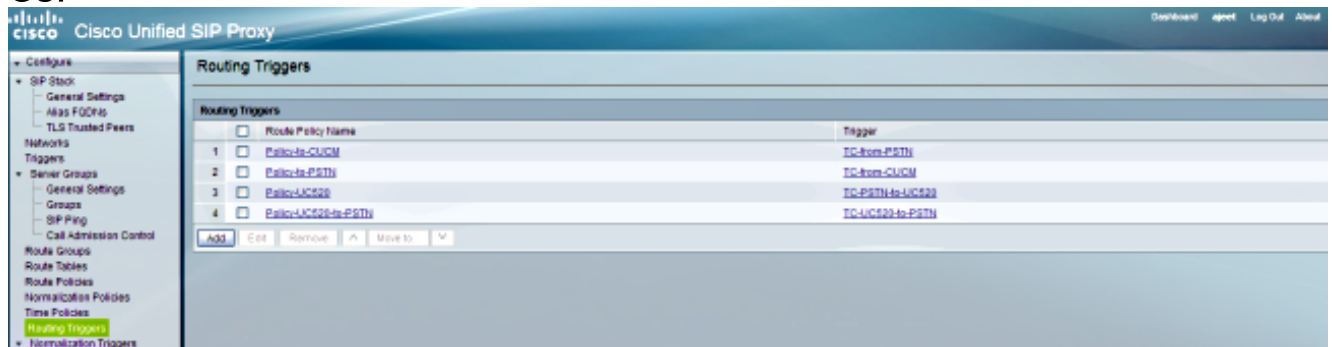 cisco Cisco Unified SIP Proxy
Dashboard ajeet Log Out About
Configure
SIP Stack
General Settings
Alias FQDNs
TLS Trusted Peers
Networks
Triggers
Server Groups
General Settings
Groups
SIP Ping
Call Admission Control
Route Groups
Route Tables
Route Policies
Normalization Policies
Time Policies
Routing Triggers
Normalization Triggers
Routing Triggers
Routing Triggers
Route Policy Name Trigger
1 Policy-to-CUCM TC-from-PSTN
2 Policy-to-PSTN TC-from-CUCM
3 Policy-UC520 TC-PSTN-to-UC520
4 Policy-UC520-to-PSTN TC-UC520-to-PSTN
Add Edit Remove Move to